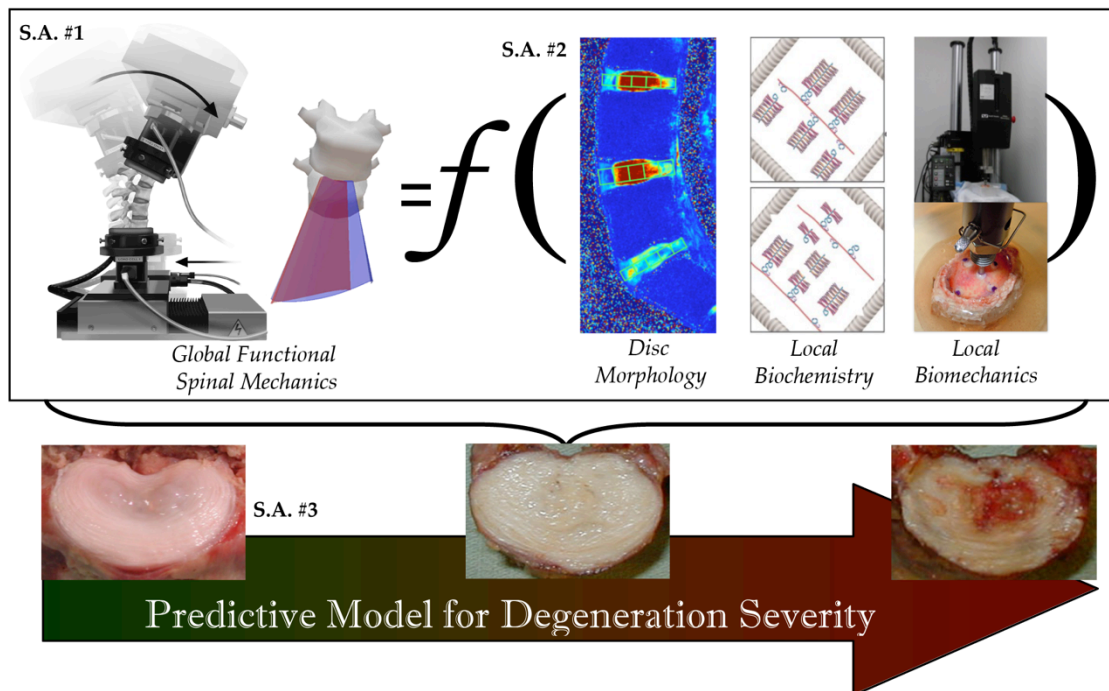 S.A. #1
S.A. #2
= f ( )
Global Functional
Spinal Mechanics
Disc
Morphology
Local
Biochemistry
Local
Biomechanics
S.A. #3
Predictive Model for Degeneration Severity